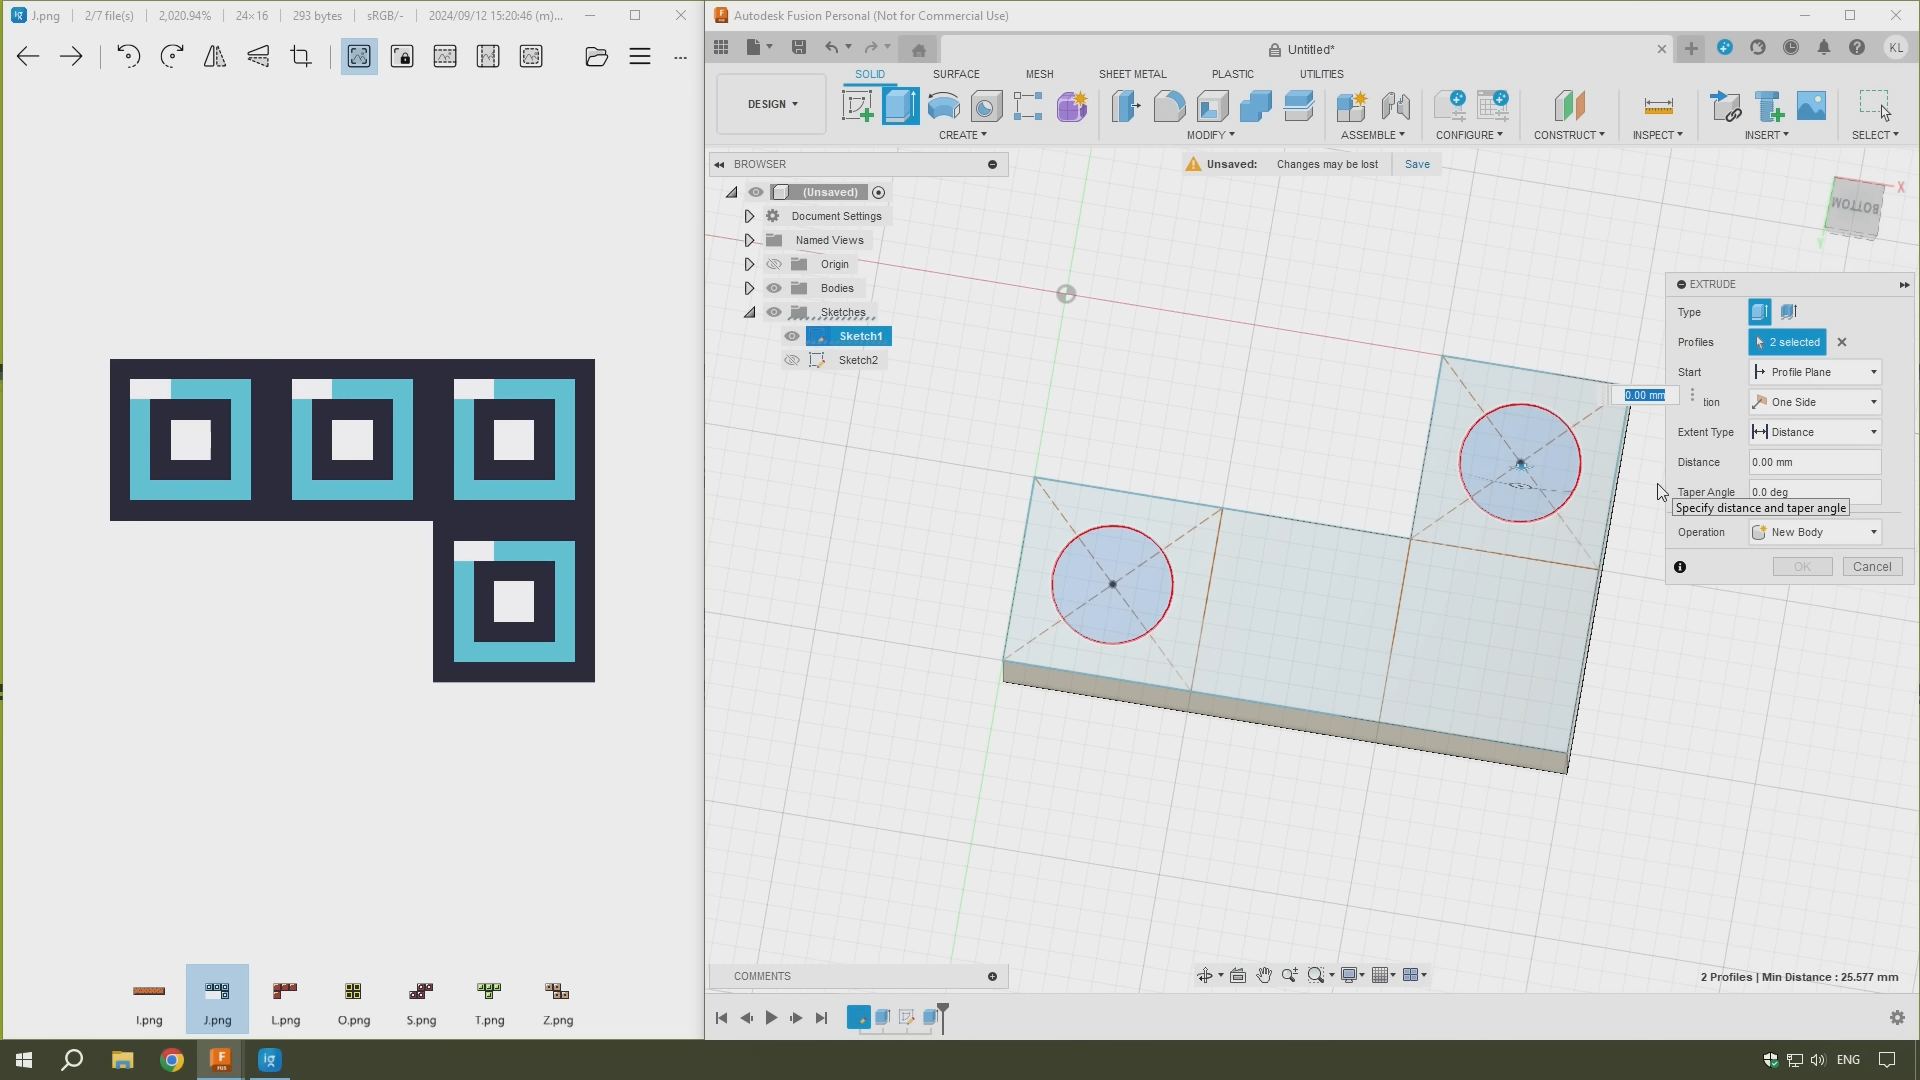 J.png 2/7 file(s) 2,020.94% 24×16 293 bytes sRGB/- 2024/09/12 15:20:46 (m)...
I.png
J.png
L.png
O.png
S.png
T.png
Z.png
Autodesk Fusion Personal (Not for Commercial Use)
Untitled*
KL
DESIGN
SOLID SURFACE MESH SHEET METAL PLASTIC UTILITIES
CREATE MODIFY ASSEMBLE CONFIGURE CONSTRUCT INSPECT INSERT SELECT
BROWSER
Unsaved: Changes may be lost Save
(Unsaved)
Document Settings
Named Views
Origin
Bodies
Sketches
Sketch1
Sketch2
X
BOTTOM
Y
0.00 mm
EXTRUDE
Type
Profiles 2 selected
Start Profile Plane
tion One Side
Extent Type Distance
Distance 0.00 mm
Taper Angle 0.0 deg
Specify distance and taper angle
Operation New Body
OK Cancel
COMMENTS
2 Profiles | Min Distance : 25.577 mm
F
FUS
ig
ENG